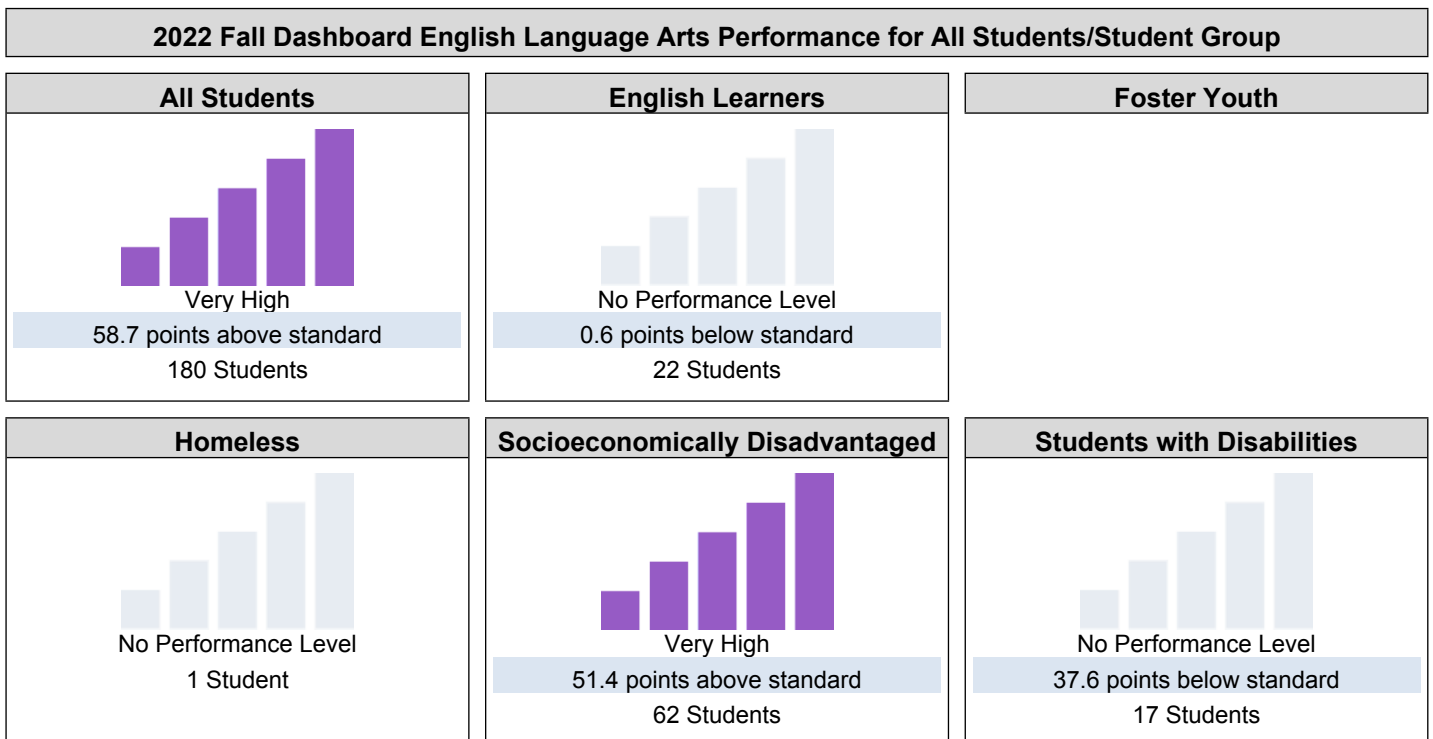 2022 Fall Dashboard English Language Arts Performance for All Students/Student Group
All Students
Very High
58.7 points above standard
180 Students
English Learners
No Performance Level
0.6 points below standard
22 Students
Foster Youth
Homeless
No Performance Level
1 Student
Socioeconomically Disadvantaged
Very High
51.4 points above standard
62 Students
Students with Disabilities
No Performance Level
37.6 points below standard
17 Students